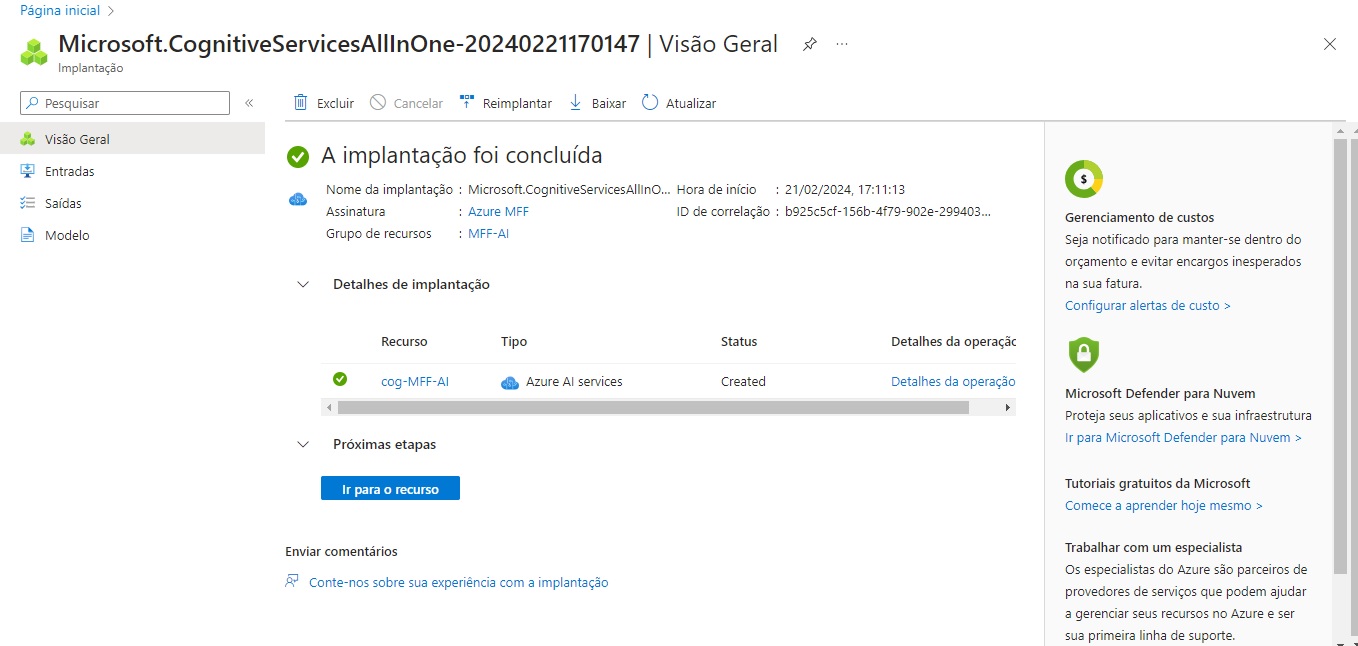 Página inicial
Microsoft.CognitiveServicesAllInOne-20240221170147 | Visão Geral
Implantação
Pesquisar
Excluir Cancelar Reimplantar Baixar Atualizar
Visão Geral
Entradas
Saídas
Modelo
A implantação foi concluída
Nome da implantação : Microsoft.CognitiveServicesAllInO... Hora de início : 21/02/2024, 17:11:13
Assinatura : Azure MFF ID de correlação : b925c5cf-156b-4f79-902e-299403...
Grupo de recursos : MFF-AI
Detalhes de implantação
Recurso Tipo Status Detalhes da operação
cog-MFF-AI Azure AI services Created Detalhes da operação
Próximas etapas
Ir para o recurso
Enviar comentários
Conte-nos sobre sua experiência com a implantação
Gerenciamento de custos
Seja notificado para manter-se dentro do
orçamento e evitar encargos inesperados
na sua fatura.
Configurar alertas de custo >
Microsoft Defender para Nuvem
Proteja seus aplicativos e sua infraestrutura
Ir para Microsoft Defender para Nuvem >
Tutoriais gratuitos da Microsoft
Comece a aprender hoje mesmo >
Trabalhar com um especialista
Os especialistas do Azure são parceiros de
provedores de serviços que podem ajudar
a gerenciar seus recursos no Azure e ser
sua primeira linha de suporte.